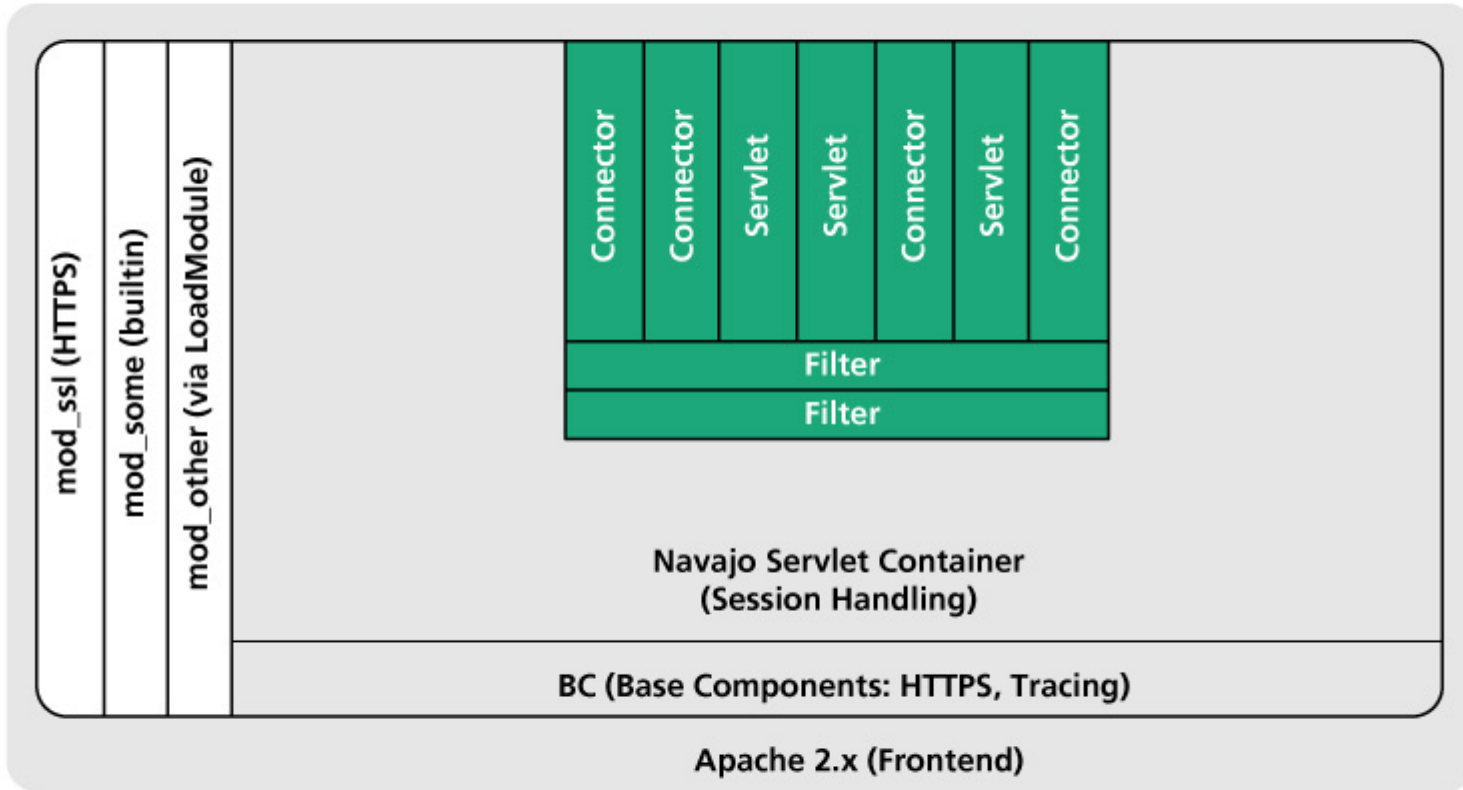 mod_ssl (HTTPS)
mod_some (builtin)
mod_other (via LoadModule)
Connector
Connector
Servlet
Servlet
Connector
Servlet
Connector
Filter
Filter
Navajo Servlet Container
(Session Handling)
BC (Base Components: HTTPS, Tracing)
Apache 2.x (Frontend)